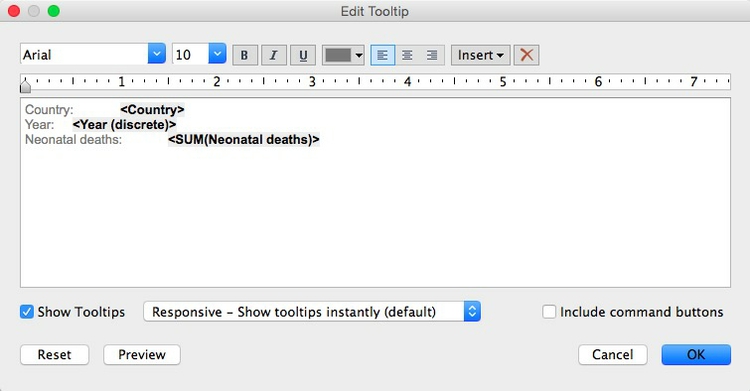 Edit Tooltip
Arial 10 B I U Insert
1 2 3 4 5 6 7
Country: <Country>
Year: <Year (discrete)>
Neonatal deaths: <SUM(Neonatal deaths)>
Show Tooltips Responsive – Show tooltips instantly (default) Include command buttons
Reset Preview Cancel OK